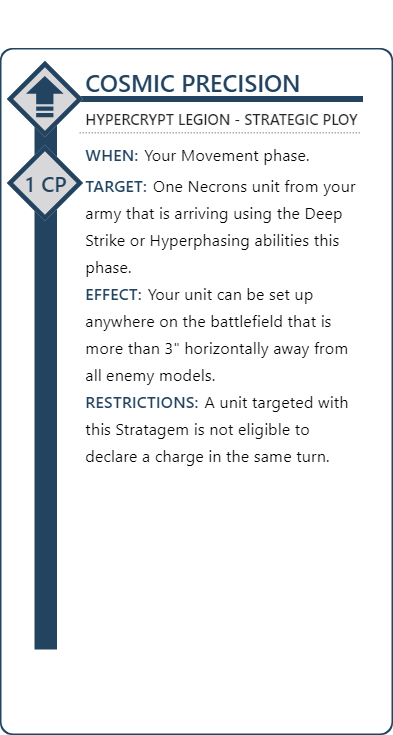 COSMIC PRECISION
HYPERCRYPT LEGION - STRATEGIC PLOY
1 CP
WHEN: Your Movement phase.
TARGET: One Necrons unit from your
army that is arriving using the Deep
Strike or Hyperphasing abilities this
phase.
EFFECT: Your unit can be set up
anywhere on the battlefield that is
more than 3" horizontally away from
all enemy models.
RESTRICTIONS: A unit targeted with
this Stratagem is not eligible to
declare a charge in the same turn.